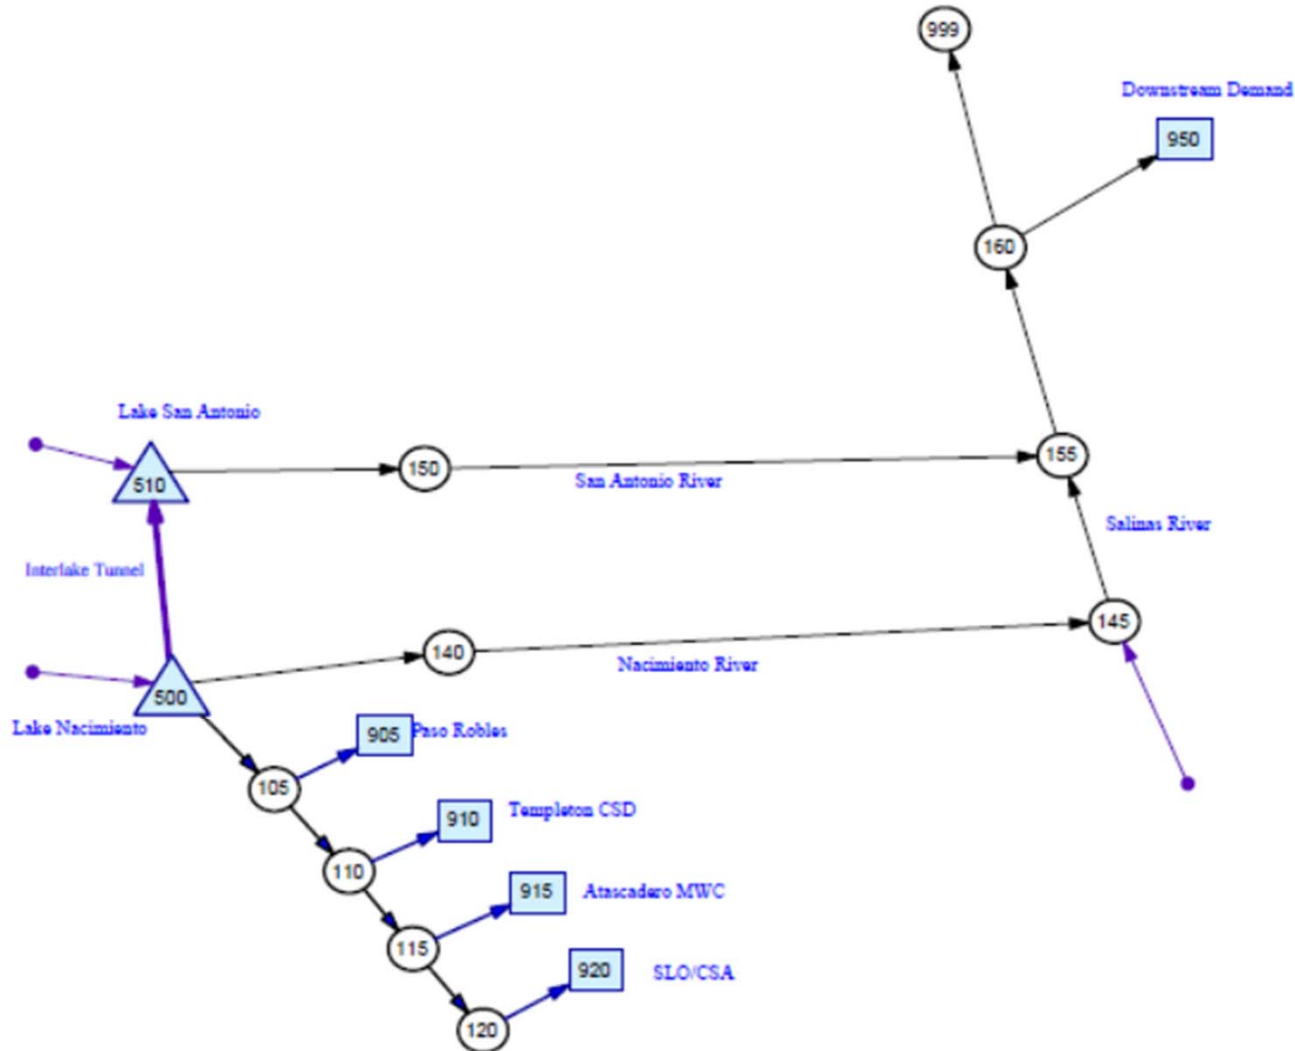 999
Downstream Demand
950
160
Lake San Antonio
510
150
San Antonio River
155
Salinas River
Interlake Tunnel
145
140
Nacimiento River
500
Lake Nacimiento
905
Paso Robles
105
910
Templeton CSD
110
915
Atascadero MWC
115
920
SLO/CSA
120